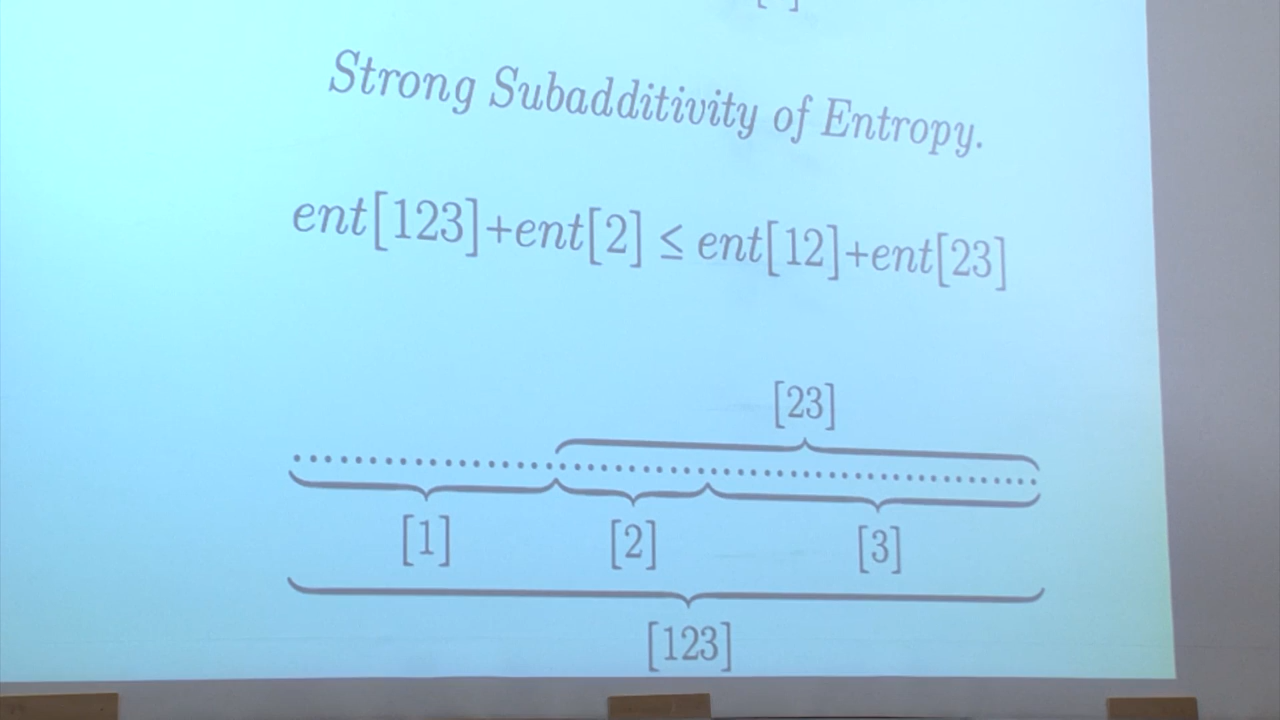 Strong Subadditivity of Entropy.
ent[123]+ent[2] ≤ ent[12]+ent[23]
[23]
[1] [2] [3]
[123]